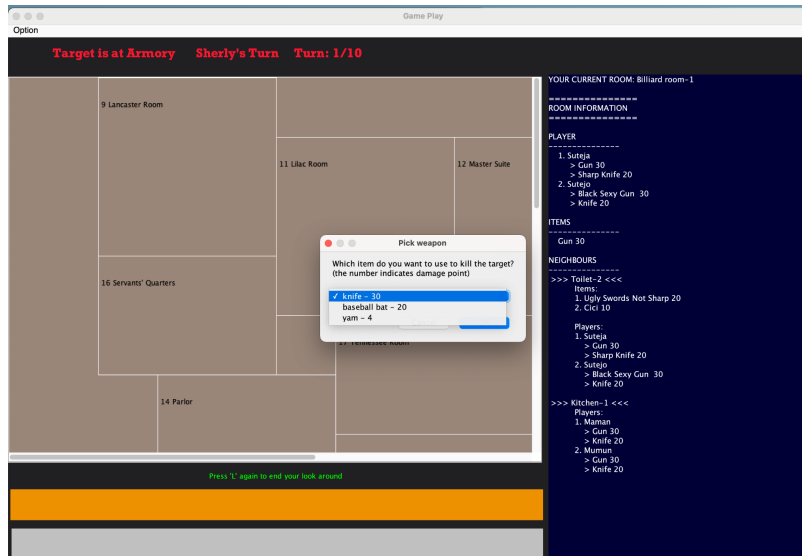 Game Play
Option
Target is at Armory Sherly's Turn Turn: 1/10
9 Lancaster Room
11 Lilac Room
12 Master Suite
16 Servants' Quarters
17 Tennessee Room
14 Parlor
Pick weapon
Which item do you want to use to kill the target?
(the number indicates damage point)
✓ knife - 30
baseball bat - 20
yam - 4
Press 'L' again to end your look around
YOUR CURRENT ROOM: Billiard room-1
===============
ROOM INFORMATION
===============
PLAYER
---------------
1. Suteja
> Gun 30
> Sharp Knife 20
2. Sutejo
> Black Sexy Gun 30
> Knife 20
ITEMS
---------------
Gun 30
NEIGHBOURS
---------------
>>> Toilet-2 <<<
Items:
1. Ugly Swords Not Sharp 20
2. Cici 10
Players:
1. Suteja
> Gun 30
> Sharp Knife 20
2. Sutejo
> Black Sexy Gun 30
> Knife 20
>>> Kitchen-1 <<<
Players:
1. Maman
> Gun 30
> Knife 20
2. Mumun
> Gun 30
> Knife 20